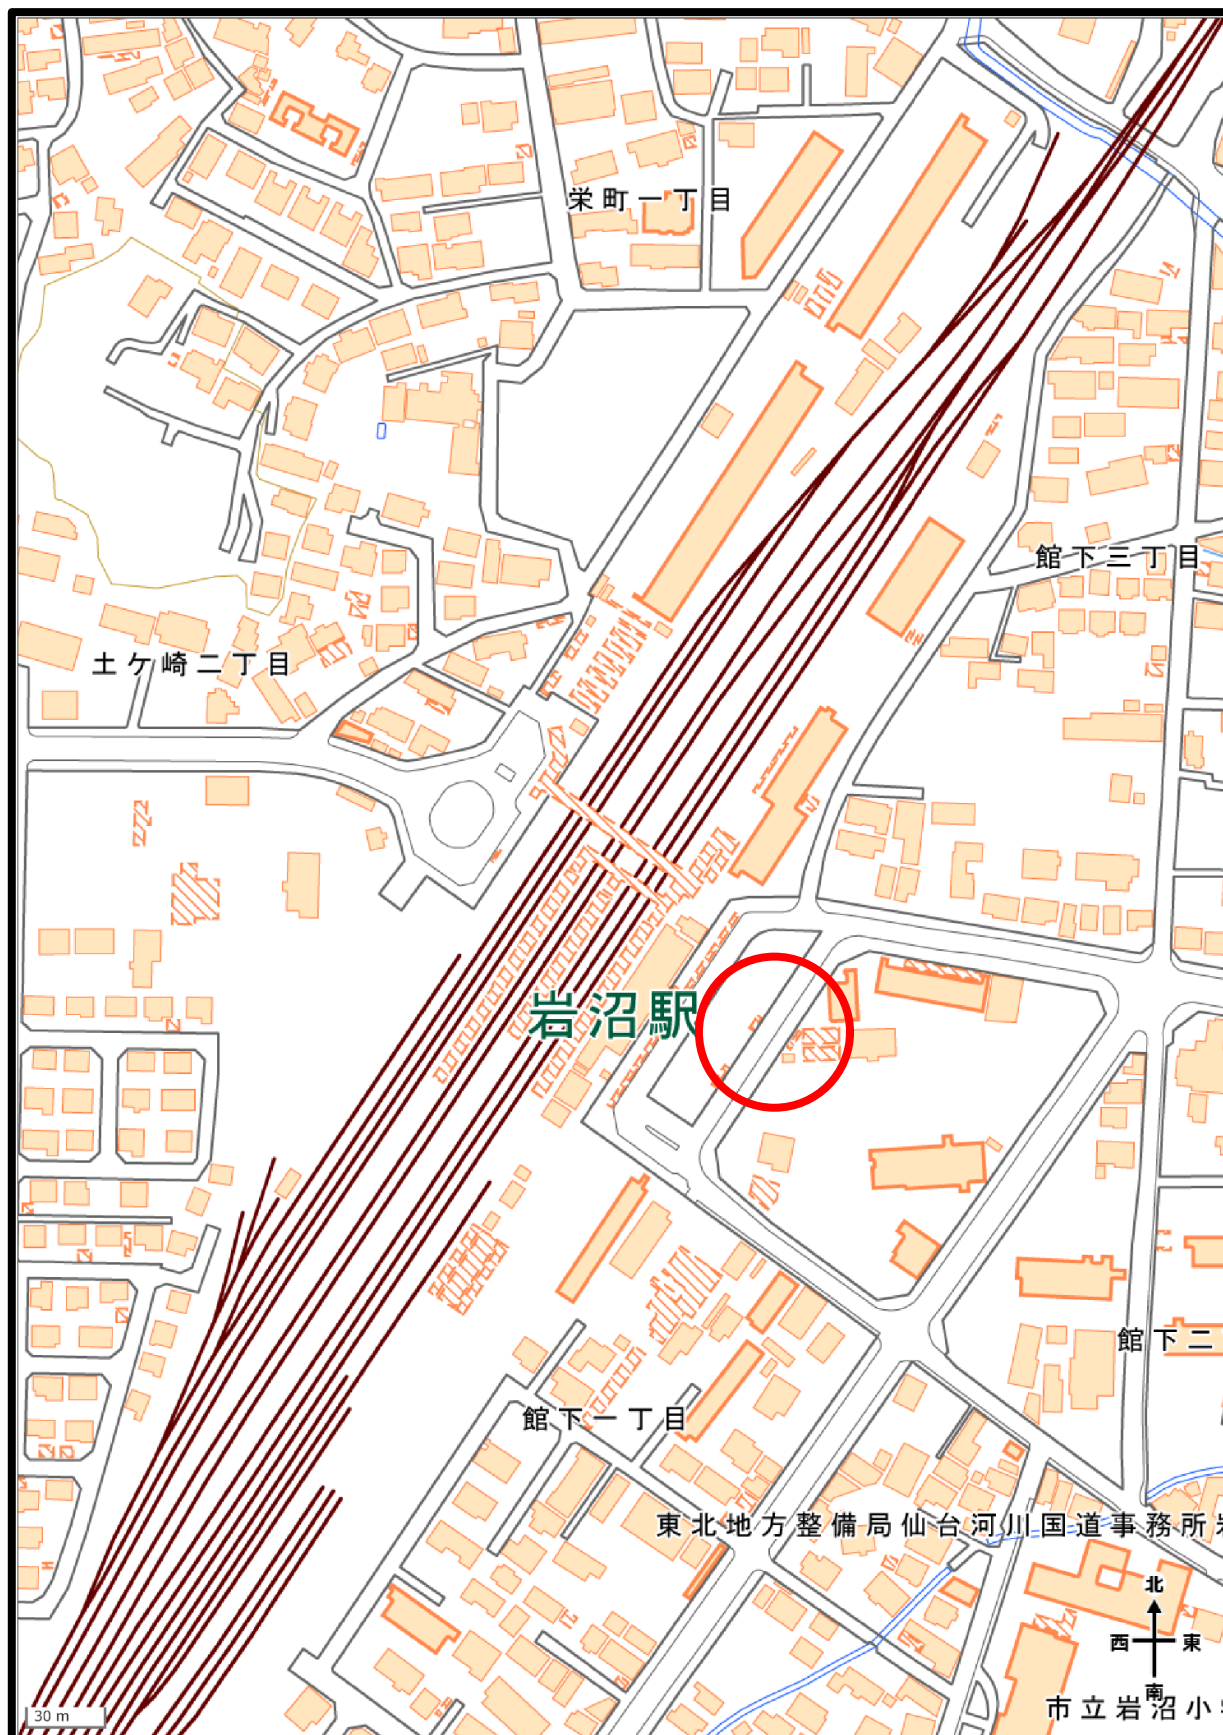 栄町一丁目
館下三丁目
土ケ崎二丁目
岩沼駅
館下二
館下一丁目
東北地方整備局仙台河川国道事務所
北
西 東
南
市立岩沼小
30 m